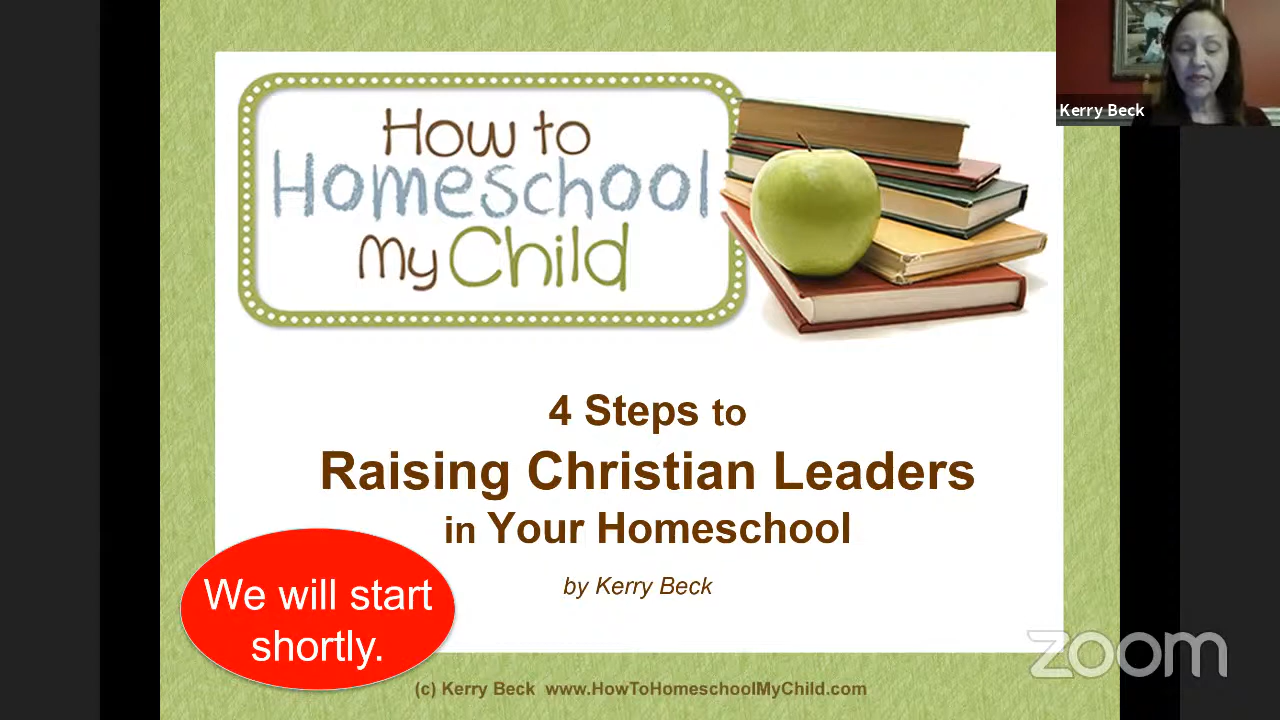 Kerry Beck
How to
Homeschool
My Child
4 Steps to
Raising Christian Leaders
in Your Homeschool
by Kerry Beck
We will start
shortly.
zoom
(c) Kerry Beck www.HowToHomeschoolMyChild.com